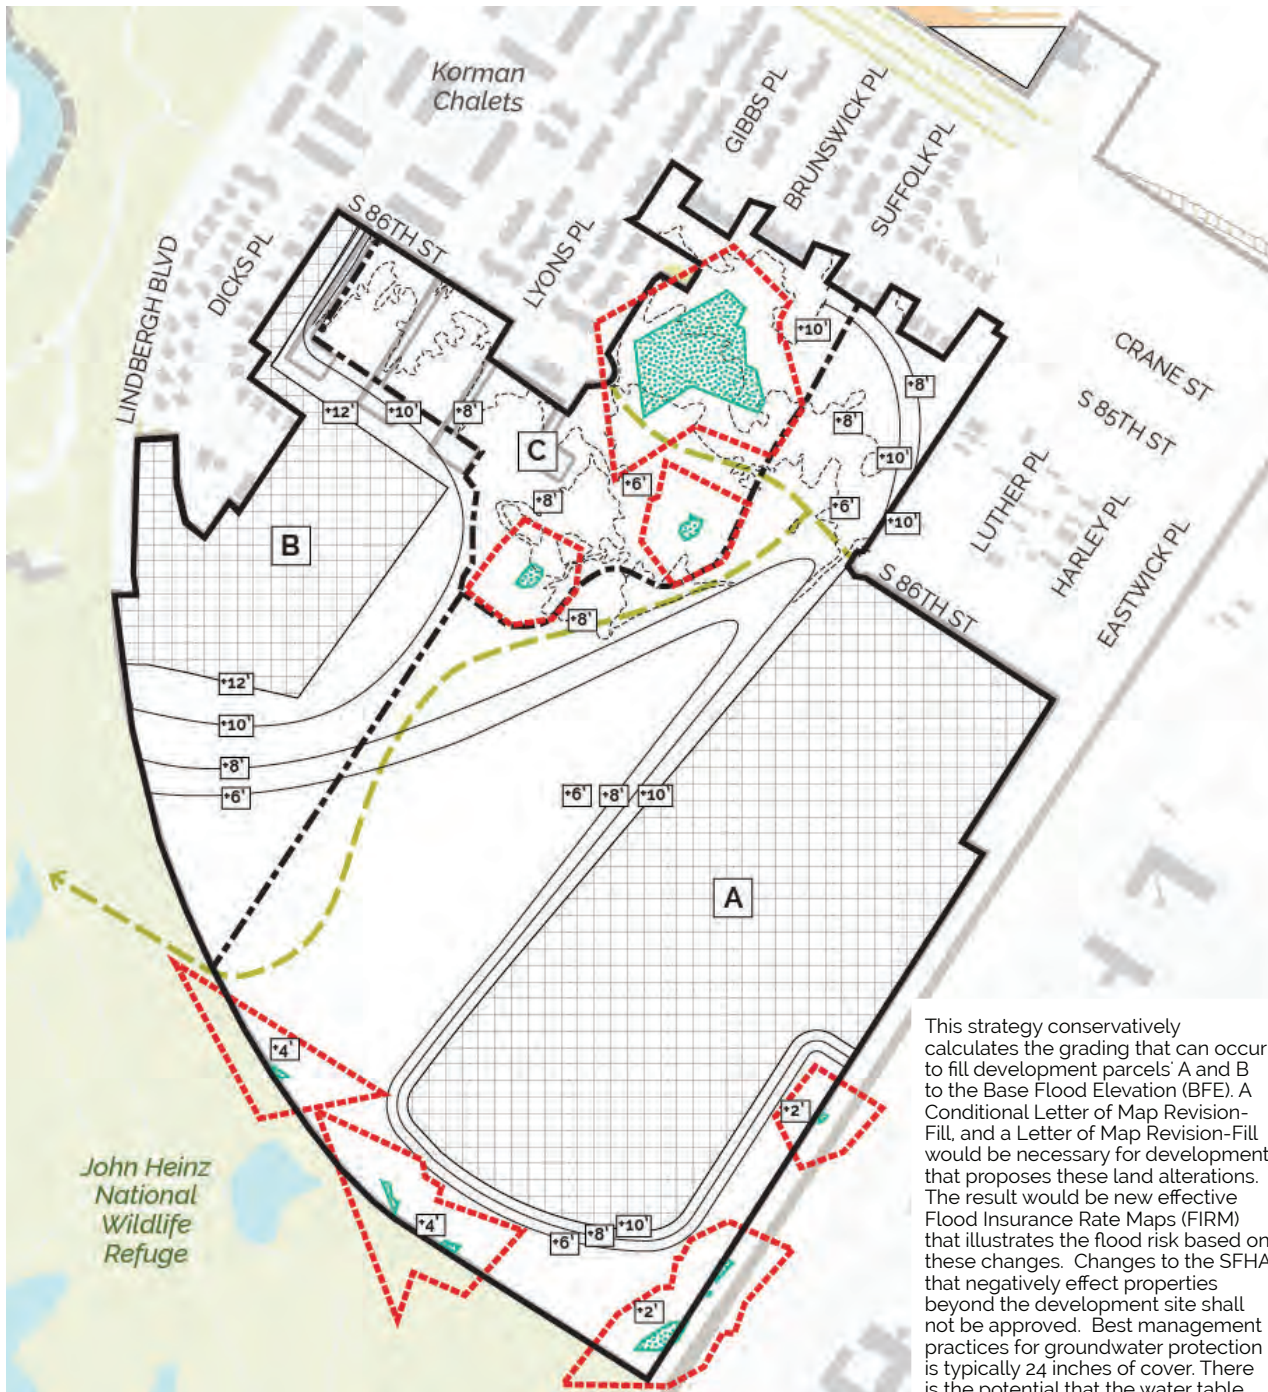 Korman
Chalets
GIBBS PL
BRUNSWICK PL
SUFFOLK PL
S 86TH ST
LYONS PL
DICKS PL
LINDBERGH BLVD
CRANE ST
S 85TH ST
LUTHER PL
HARLEY PL
EASTWICK PL
S 86TH ST
+10'
+8'
+12'
+10'
+8'
+8'
+10'
C
+6'
+8'
+6'
+10'
B
+8'
+12'
+10'
+8'
+6'
+6'
+8'
+10'
A
+4'
+2'
+4'
+6'
+8'
+10'
+2'
John Heinz
National
Wildlife
Refuge
This strategy conservatively
calculates the grading that can occur
to fill development parcels' A and B
to the Base Flood Elevation (BFE). A
Conditional Letter of Map Revision-
Fill, and a Letter of Map Revision-Fill
would be necessary for development
that proposes these land alterations.
The result would be new effective
Flood Insurance Rate Maps (FIRM)
that illustrates the flood risk based on
these changes. Changes to the SFHA
that negatively effect properties
beyond the development site shall
not be approved. Best management
practices for groundwater protection
is typically 24 inches of cover. There
is the potential that the water table